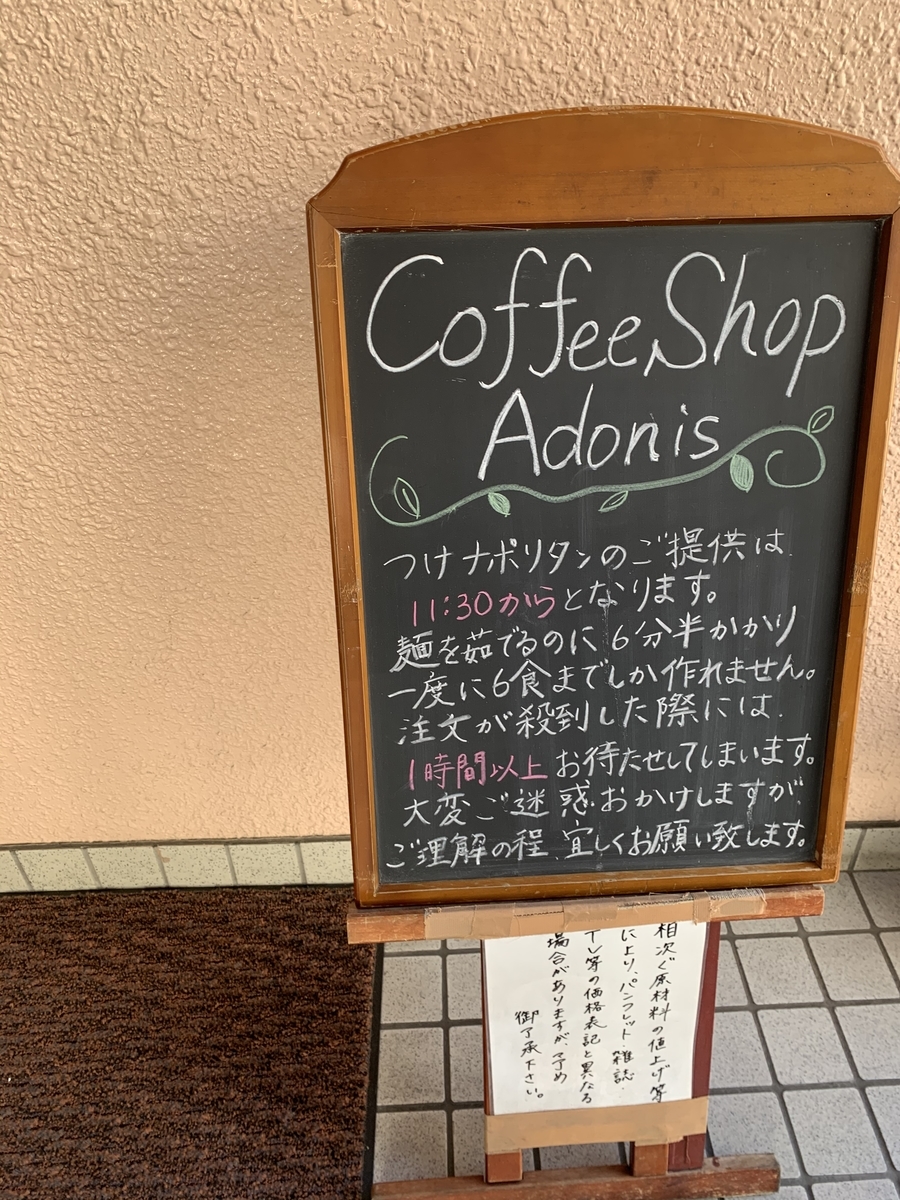 Coffee Shop
Adonis
つけナポリタンのご提供は
11:30からとなります。
麺を茹でるのに6分半かかり
一度に6食までしか作れません。
注文が殺到した際には
1時間以上お待たせしてしまいます。
大変ご迷惑おかけしますが
ご理解の程宜しくお願い致します。
相次ぐ原材料の値上げ等
により、パンフレット雑誌
テレ等の価格表記と異なる
場合がありますが、予め
御了承下さい。